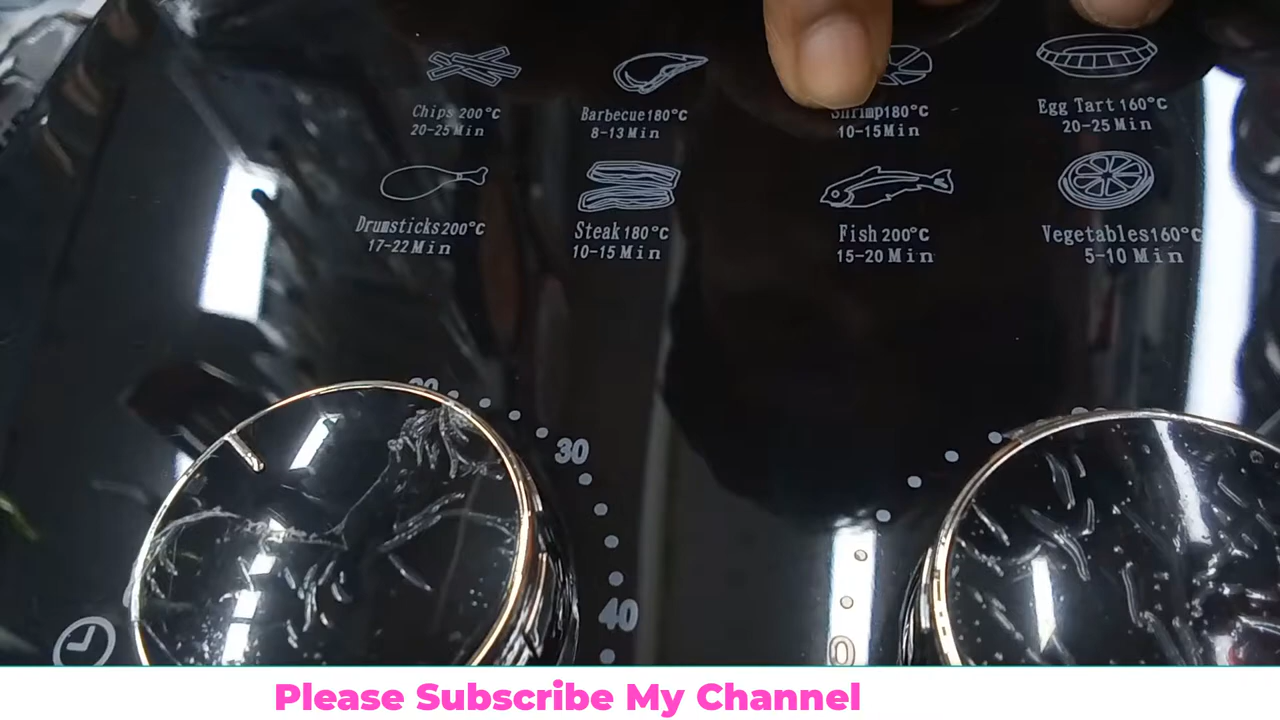 Chips 200°C
20-25 Min
Barbecue 180°C
8-13 Min
Shrimp 180°C
10-15 Min
Egg Tart 160°C
20-25 Min
Drumsticks 200°C
17-22 Min
Steak 180°C
10-15 Min
Fish 200°C
15-20 Min
Vegetables 160°C
5-10 Min
30
40
0
Please Subscribe My Channel